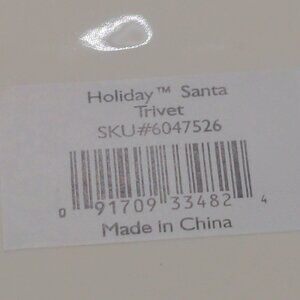 Holiday™ Santa
Trivet
SKU#6047526
0 91709 33482 4
Made in China